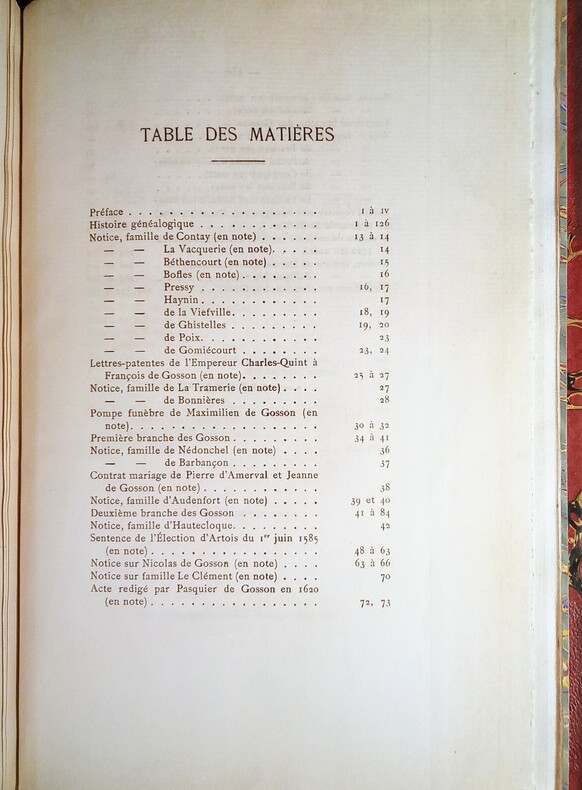 TABLE DES MATIÈRES
Préface . . . . . . . . . . . . . . . . . . . I à IV
Histoire généalogique . . . . . . . . . . . . 1 à 126
Notice, famille de Contay (en note) . . . . . . 13 à 14
— — La Vacquerie (en note). . . . . 14
— — Béthencourt (en note) . . . . . 15
— — Bofles (en note) . . . . . . . . 16
— — Pressy . . . . . . . . . . . . 16, 17
— — Haynin . . . . . . . . . . . . 17
— — de la Viefville. . . . . . . . . 18, 19
— — de Ghistelles . . . . . . . . . 19, 20
— — de Poix. . . . . . . . . . . . 23
— — de Gomiécourt . . . . . . . . 23, 24
Lettres-patentes de l'Empereur Charles-Quint à
François de Gosson (en note). . . . . . . . 25 à 27
Notice, famille de La Tramerie (en note) . . . . 27
— — de Bonnières . . . . . . . . . 28
Pompe funèbre de Maximilien de Gosson (en
note). . . . . . . . . . . . . . . . . . . 30 à 32
Première branche des Gosson . . . . . . . . . 34 à 41
Notice, famille de Nédonchel (en note) . . . . 36
— — de Barbançon . . . . . . . . . 37
Contrat mariage de Pierre d'Amerval et Jeanne
de Gosson (en note) . . . . . . . . . . . . 38
Notice, famille d'Audenfort (en note) . . . . . 39 et 40
Deuxième branche des Gosson . . . . . . . . 41 à 84
Notice, famille d'Hautecloque. . . . . . . . . 42
Sentence de l'Élection d'Artois du 1er juin 1585
(en note) . . . . . . . . . . . . . . . . . 48 à 63
Notice sur Nicolas de Gosson (en note) . . . . 63 à 66
Notice sur famille Le Clément (en note) . . . . 70
Acte redigé par Pasquier de Gosson en 1620
(en note) . . . . . . . . . . . . . . . . . 72, 73